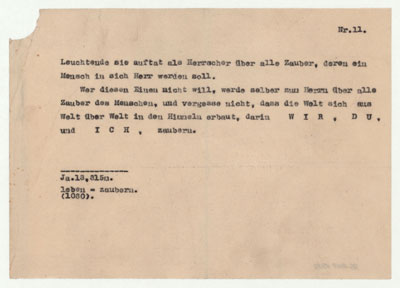 Nr.11.
Leuchtende sie auftat als Herrscher über alle Zauber, deren ein
Mensch in sich Herr werden soll.
Wer diesen Einen nicht will, werde selber zum Herrn über alle
Zauber des Menschen, und vergesse nicht, dass die Welt sich aus
Welt über Welt in den Himmeln erbaut, darin W I R , D U ,
und I C H , zaubern.
Ja.13,815n.
leben = zaubern.
(1080).